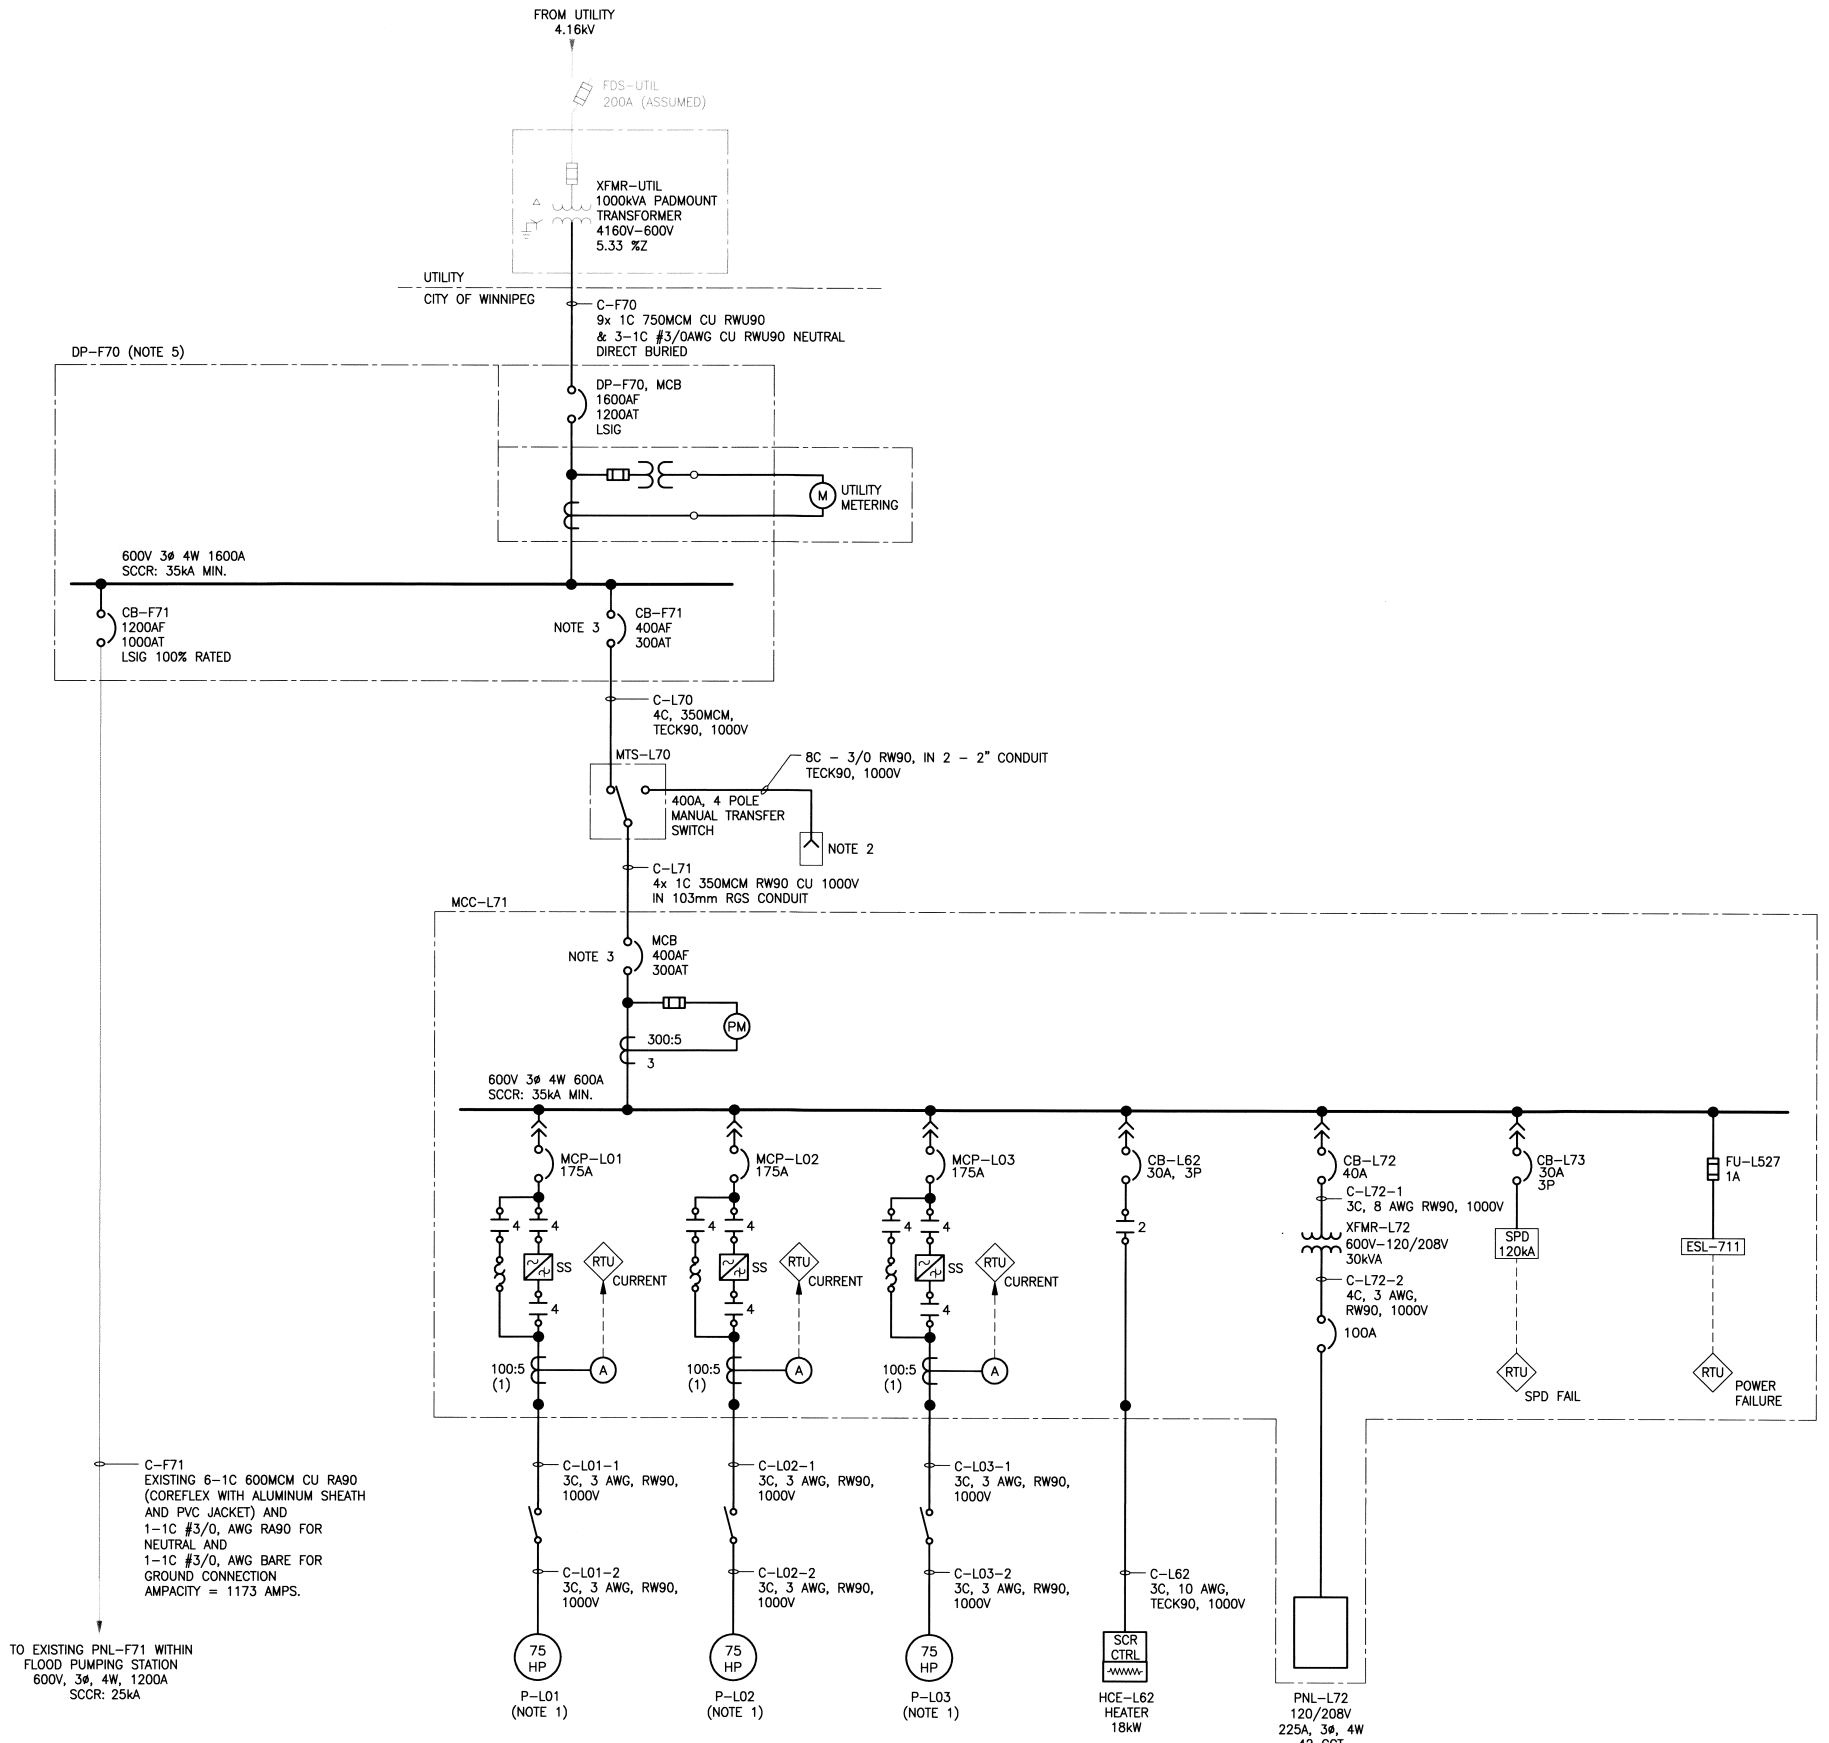 FROM UTILITY
4.16kV
FDS-UTIL
200A (ASSUMED)
XFMR-UTIL
1000kVA PADMOUNT
TRANSFORMER
4160V-600V
5.33 %Z
UTILITY
CITY OF WINNIPEG
C-F70
9x 1C 750MCM CU RWU90
& 3-1C #3/0AWG CU RWU90 NEUTRAL
DIRECT BURIED
DP-F70 (NOTE 5)
DP-F70, MCB
1600AF
1200AT
LSIG
M
UTILITY
METERING
600V 3ø 4W 1600A
SCCR: 35kA MIN.
CB-F71
1200AF
1000AT
LSIG 100% RATED
NOTE 3
CB-F71
400AF
300AT
C-L70
4C, 350MCM,
TECK90, 1000V
MTS-L70
8C - 3/0 RW90, IN 2 - 2" CONDUIT
TECK90, 1000V
400A, 4 POLE
MANUAL TRANSFER
SWITCH
NOTE 2
C-L71
4x 1C 350MCM RW90 CU 1000V
IN 103mm RGS CONDUIT
MCC-L71
NOTE 3
MCB
400AF
300AT
PM
300:5
3
600V 3ø 4W 600A
SCCR: 35kA MIN.
MCP-L01
175A
MCP-L02
175A
MCP-L03
175A
CB-L62
30A, 3P
CB-L72
40A
CB-L73
30A
3P
FU-L527
1A
C-L72-1
3C, 8 AWG RW90, 1000V
4
4
4
4
4
4
2
XFMR-L72
600V-120/208V
30kVA
SPD
120kA
ESL-711
SS
RTU
CURRENT
SS
RTU
CURRENT
SS
RTU
CURRENT
C-L72-2
4C, 3 AWG,
RW90, 1000V
4
4
4
100A
100:5
(1)
A
100:5
(1)
A
100:5
(1)
A
RTU
SPD FAIL
RTU
POWER
FAILURE
C-F71
EXISTING 6-1C 600MCM CU RA90
(COREFLEX WITH ALUMINUM SHEATH
AND PVC JACKET) AND
1-1C #3/0, AWG RA90 FOR
NEUTRAL AND
1-1C #3/0, AWG BARE FOR
GROUND CONNECTION
AMPACITY = 1173 AMPS.
C-L01-1
3C, 3 AWG, RW90,
1000V
C-L02-1
3C, 3 AWG, RW90,
1000V
C-L03-1
3C, 3 AWG, RW90,
1000V
C-L01-2
3C, 3 AWG, RW90,
1000V
C-L02-2
3C, 3 AWG, RW90,
1000V
C-L03-2
3C, 3 AWG, RW90,
1000V
C-L62
3C, 10 AWG,
TECK90, 1000V
TO EXISTING PNL-F71 WITHIN
FLOOD PUMPING STATION
600V, 3ø, 4W, 1200A
SCCR: 25kA
75
HP
P-L01
(NOTE 1)
75
HP
P-L02
(NOTE 1)
75
HP
P-L03
(NOTE 1)
SCR
CTRL
HCE-L62
HEATER
18kW
PNL-L72
120/208V
225A, 3ø, 4W